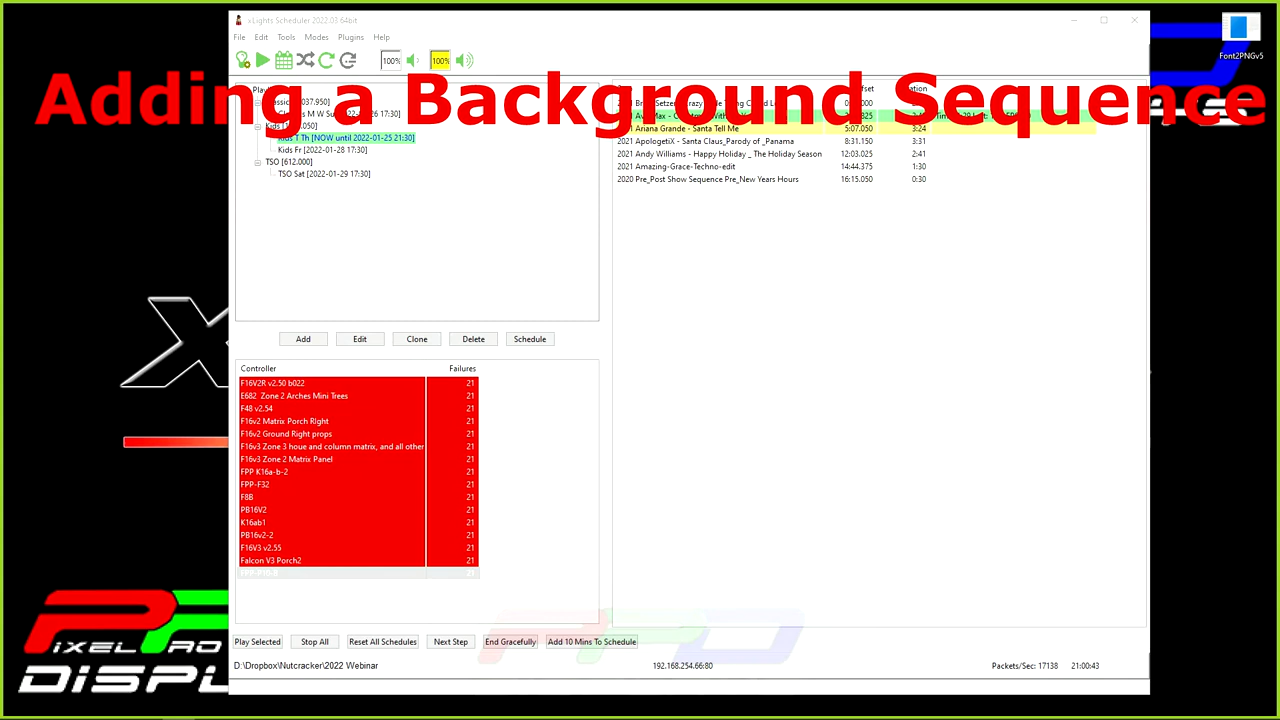 xLights Scheduler 2022.03 64bit
File Edit Tools Modes Plugins Help
100% 100%
Font2PNGv5
Adding a Background Sequence
Kids T Th [NOW until 2022-01-25 21:30]
Kids Fr [2022-01-28 17:30]
TSO [612.000]
TSO Sat [2022-01-29 17:30]
2021 Ariana Grande - Santa Tell Me 5:07.050 3:24
2021 ApologetiX - Santa Claus_Parody of _Panama 8:31.150 3:31
2021 Andy Williams - Happy Holiday _ The Holiday Season 12:03.025 2:41
2021 Amazing-Grace-Techno-edit 14:44.375 1:30
2020 Pre_Post Show Sequence Pre_New Years Hours 16:15.050 0:30
Add Edit Clone Delete Schedule
Controller Failures
F16V2R v2.50 b022 21
E682 Zone 2 Arches Mini Trees 21
F48 v2.54 21
F16v2 Matrix Porch RIght 21
F16v2 Ground Right props 21
F16v3 Zone 3 houe and column matrix, and all other 21
F16v3 Zone 2 Matrix Panel 21
FPP K16a-b-2 21
FPP-F32 21
F8B 21
PB16V2 21
K16ab1 21
PB16v2-2 21
F16V3 v2.55 21
Falcon V3 Porch2 21
Play Selected Stop All Reset All Schedules Next Step End Gracefully Add 10 Mins To Schedule
D:\Dropbox\Nutcracker\2022 Webinar 192.168.254.66:80 Packets/Sec: 17138 21:00:43